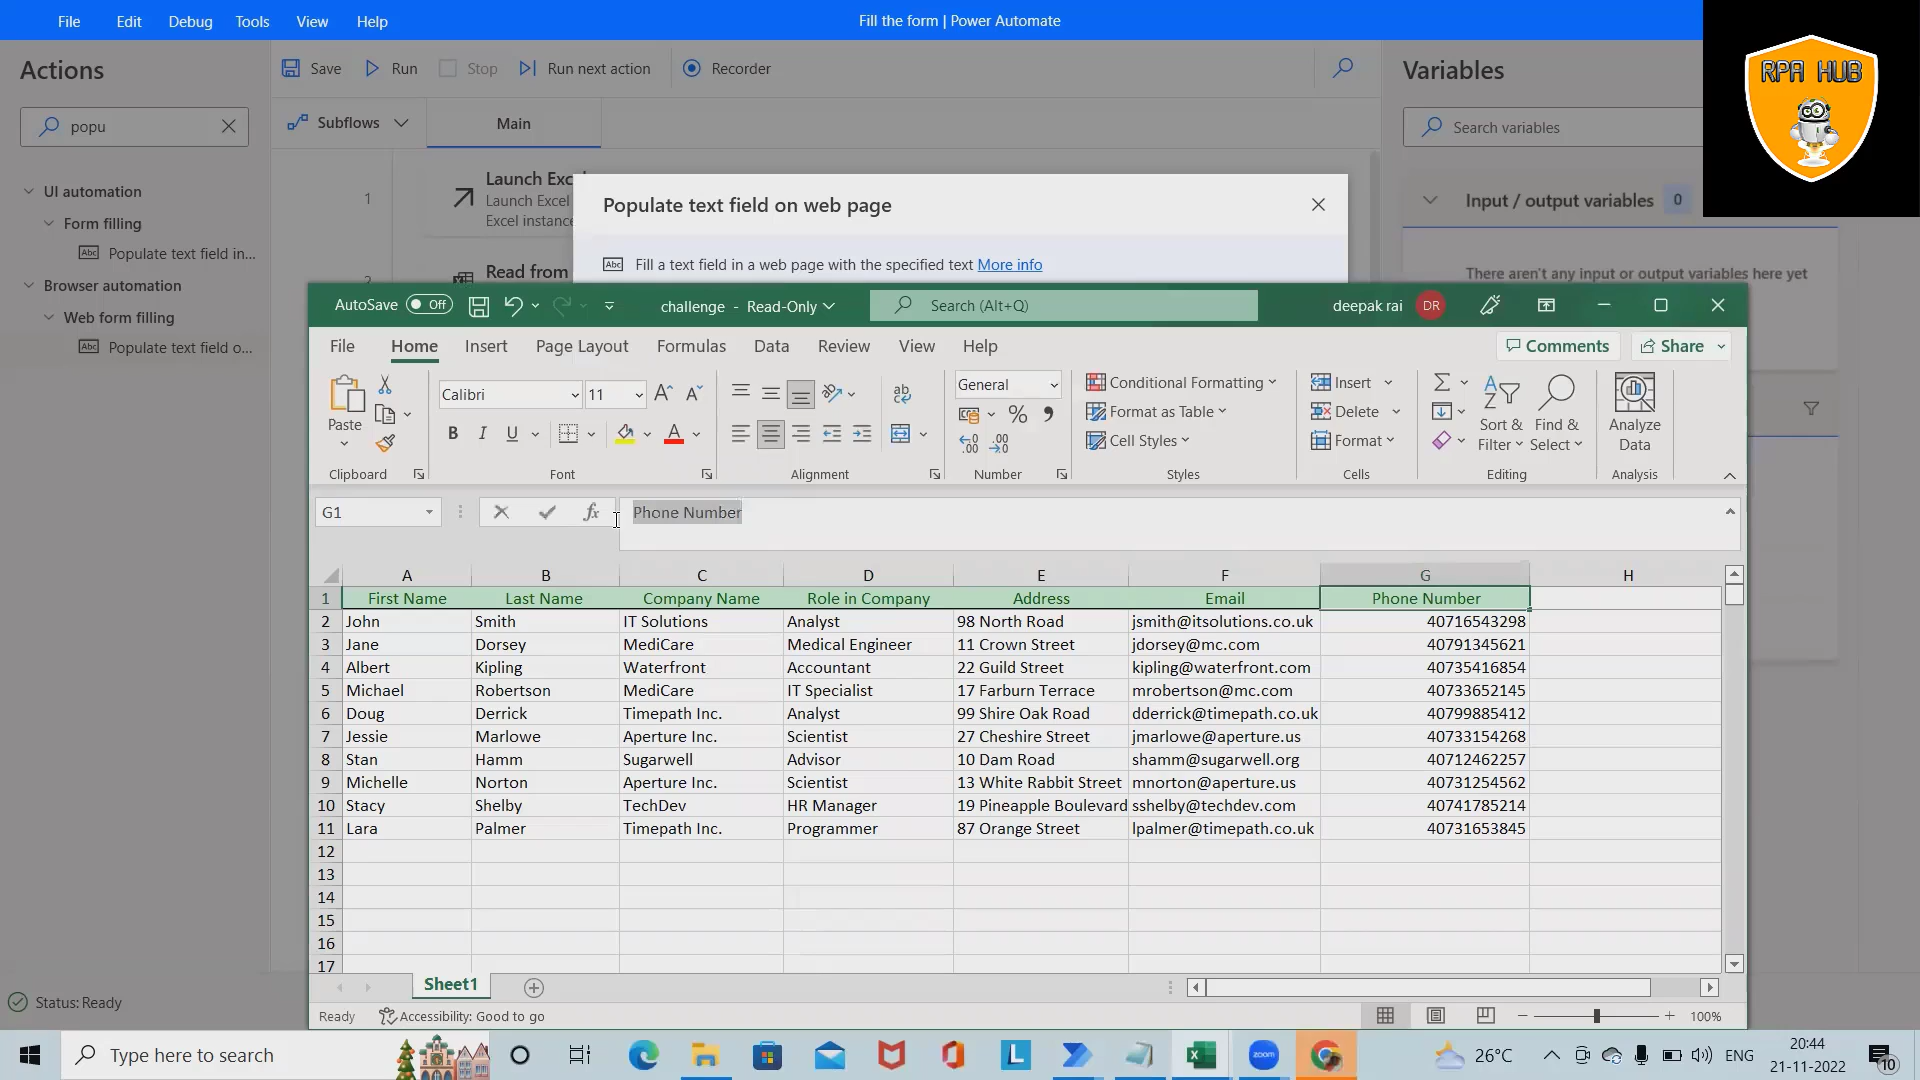 File Edit Debug Tools View Help
Fill the form | Power Automate
RPA HUB
Actions
popu
UI automation
Form filling
Populate text field in...
Browser automation
Web form filling
Populate text field o...
Status: Ready
Save Run Stop Run next action Recorder
Subflows Main
1 Launch Exc
Launch Excel
Excel instance
2 Read from
Variables
Search variables
Input / output variables 0
There aren't any input or output variables here yet
Populate text field on web page
Abc Fill a text field in a web page with the specified text More info
AutoSave Off challenge - Read-Only Search (Alt+Q) deepak rai DR
File Home Insert Page Layout Formulas Data Review View Help Comments Share
Paste
Clipboard
Calibri 11
B I U
Font
ab
Alignment
General
Number
Conditional Formatting
Format as Table
Cell Styles
Styles
Insert
Delete
Format
Cells
Sort & Filter
Find & Select
Editing
Analyze Data
Analysis
G1 fx Phone Number
A B C D E F G H
1 First Name Last Name Company Name Role in Company Address Email Phone Number
2 John Smith IT Solutions Analyst 98 North Road jsmith@itsolutions.co.uk 40716543298
3 Jane Dorsey MediCare Medical Engineer 11 Crown Street jdorsey@mc.com 40791345621
4 Albert Kipling Waterfront Accountant 22 Guild Street kipling@waterfront.com 40735416854
5 Michael Robertson MediCare IT Specialist 17 Farburn Terrace mrobertson@mc.com 40733652145
6 Doug Derrick Timepath Inc. Analyst 99 Shire Oak Road dderrick@timepath.co.uk 40799885412
7 Jessie Marlowe Aperture Inc. Scientist 27 Cheshire Street jmarlowe@aperture.us 40733154268
8 Stan Hamm Sugarwell Advisor 10 Dam Road shamm@sugarwell.org 40712462257
9 Michelle Norton Aperture Inc. Scientist 13 White Rabbit Street mnorton@aperture.us 40731254562
10 Stacy Shelby TechDev HR Manager 19 Pineapple Boulevard sshelby@techdev.com 40741785214
11 Lara Palmer Timepath Inc. Programmer 87 Orange Street lpalmer@timepath.co.uk 40731653845
12
13
14
15
16
17
Sheet1
Ready Accessibility: Good to go 100%
Type here to search
zoom
26°C
ENG
20:44
21-11-2022
10